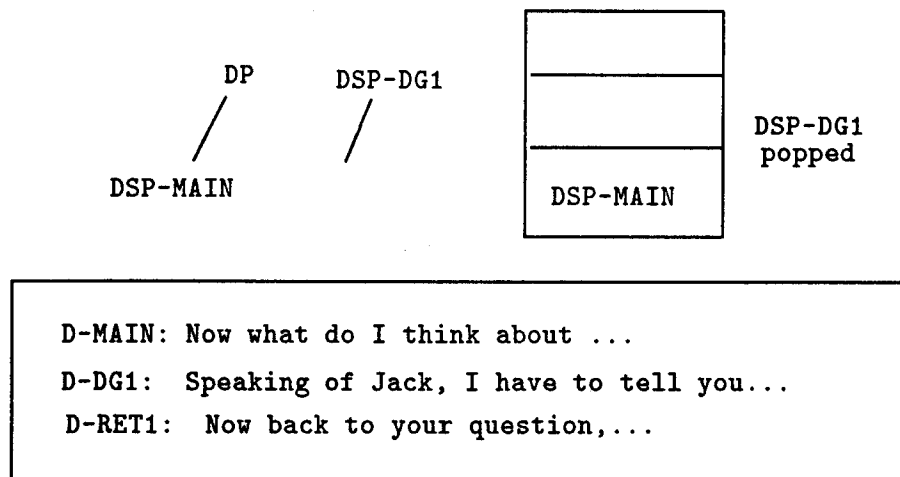 DP
DSP-DG1
DSP-MAIN
DSP-MAIN
DSP-DG1
popped
D-MAIN: Now what do I think about ...
D-DG1: Speaking of Jack, I have to tell you...
D-RET1: Now back to your question,...